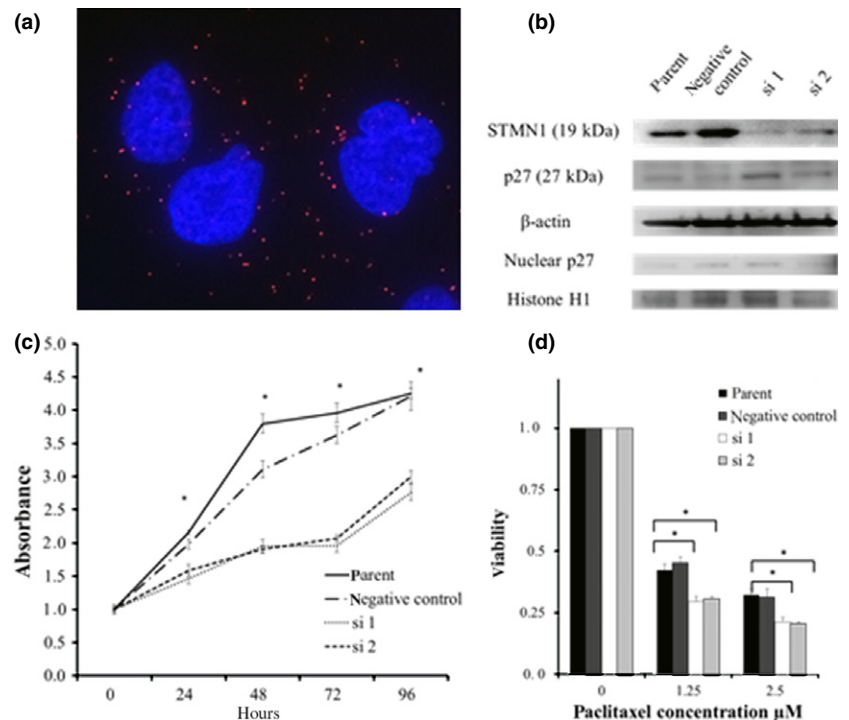 (a)
(b)
Parent
Negative
control
si 1
si 2
STMN1 (19 kDa)
p27 (27 kDa)
β-actin
Nuclear p27
Histone H1
(c)
5.0
4.5
4.0
3.5
3.0
2.5
2.0
1.5
1.0
0.5
0.0
Absorbance
* * * *
Parent
Negative control
si 1
si 2
0 24 48 72 96
Hours
(d)
1.0
0.75
0.5
0.25
0.0
Viability
Parent
Negative control
si 1
si 2
*
*
*
*
0 1.25 2.5
Paclitaxel concentration µM